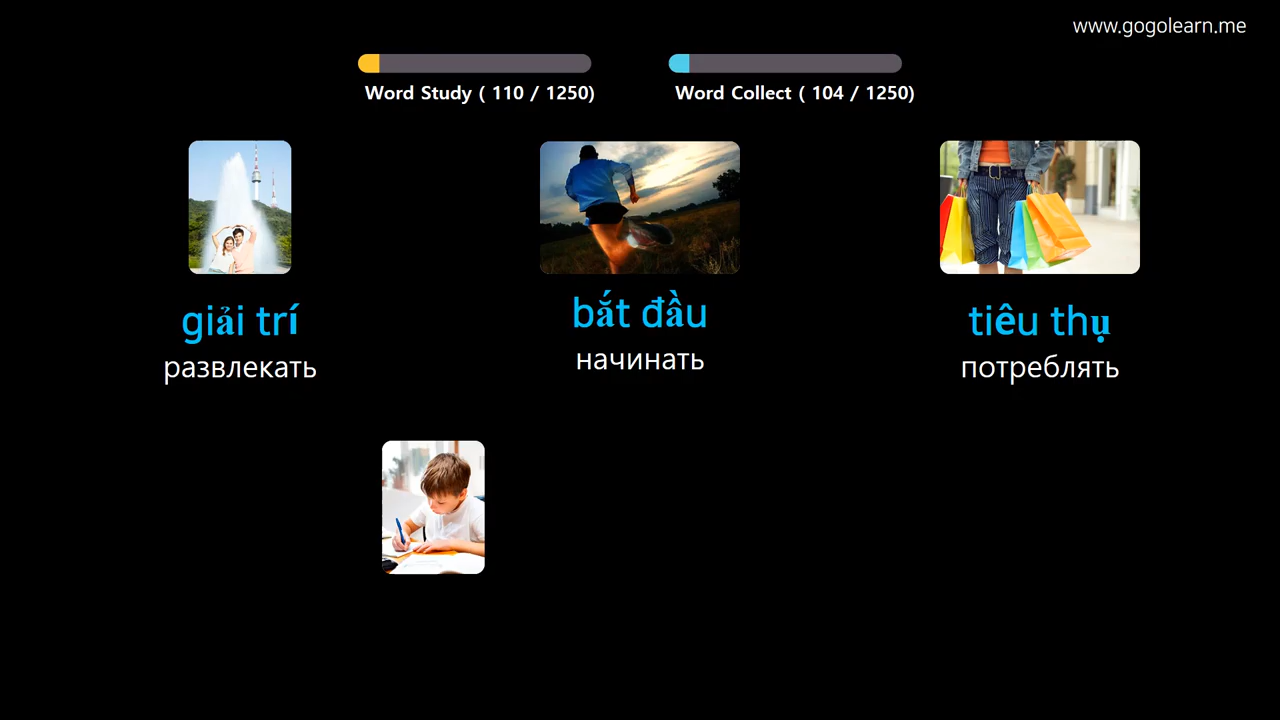 www.gogolearn.me
Word Study ( 110 / 1250)
Word Collect ( 104 / 1250)
giải trí
развлекать
bắt đầu
начинать
tiêu thụ
потреблять